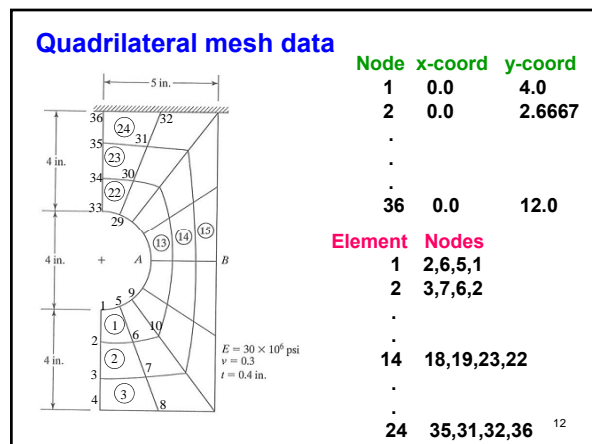 Quadrilateral mesh data
5 in.
36
32
24
31
35
23
4 in.
30
34
22
33
29
13
14
15
4 in.
+
A
B
9
5
1
1
10
6
2
2
4 in.
7
3
3
4
8
E = 30 × 10⁶ psi
ν = 0.3
t = 0.4 in.
Node x-coord y-coord
1 0.0 4.0
2 0.0 2.6667
.
.
.
36 0.0 12.0
Element Nodes
1 2,6,5,1
2 3,7,6,2
.
.
14 18,19,23,22
.
.
24 35,31,32,36
12